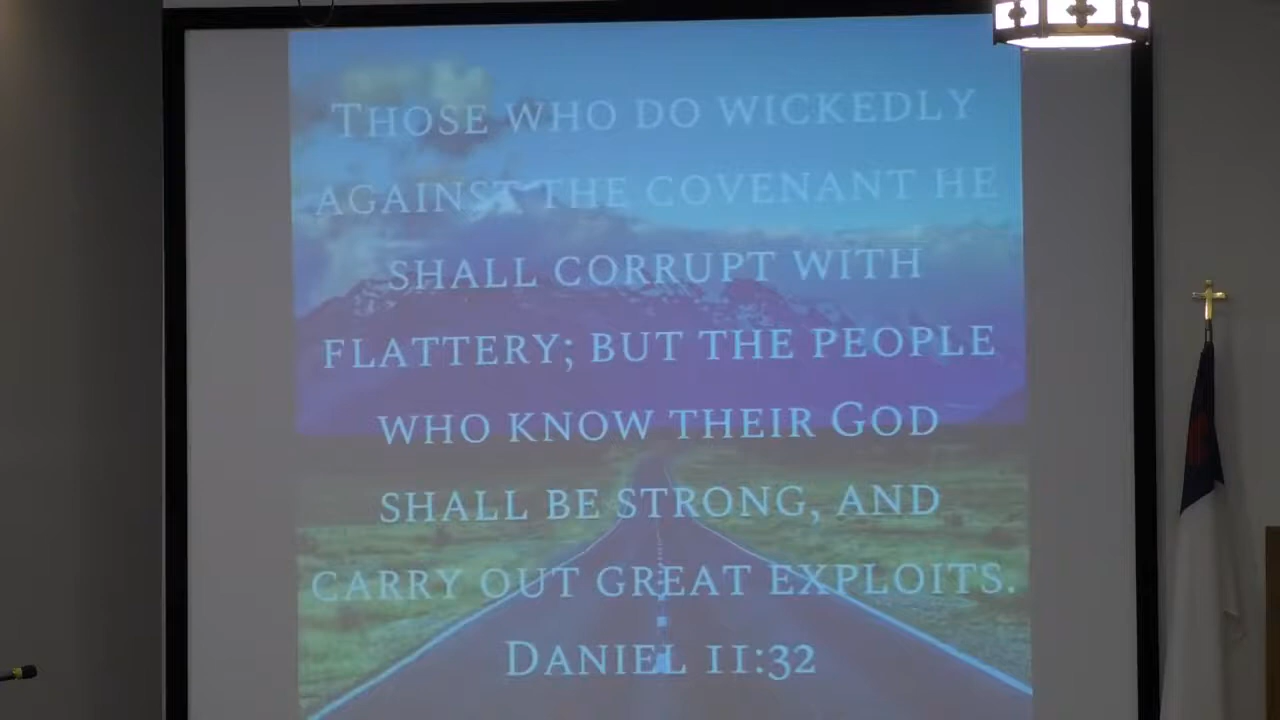 Those who do wickedly
against the covenant he
shall corrupt with
flattery; but the people
who know their God
shall be strong, and
carry out great exploits.
Daniel 11:32